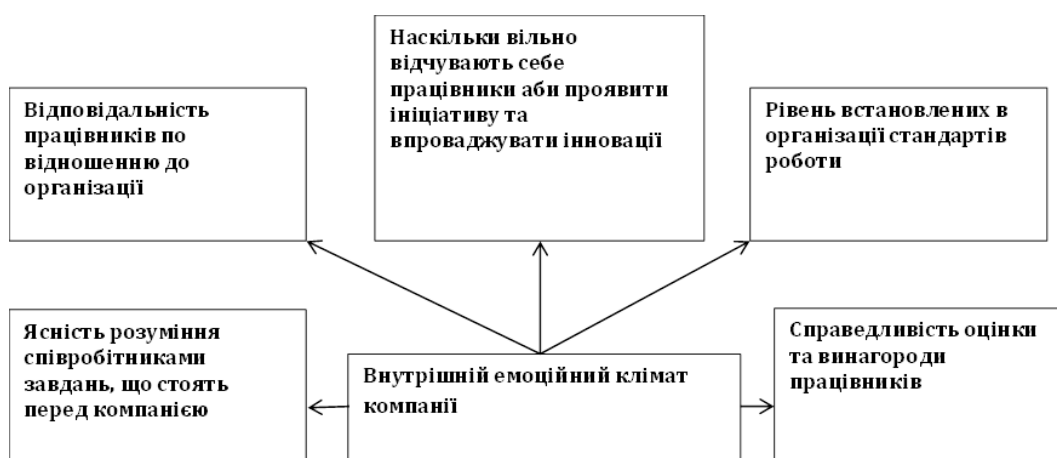 Наскільки вільно
відчувають себе
працівники аби проявити
ініціативу та
впроваджувати інновації
Відповідальність
працівників по
відношенню до
організації
Рівень встановлених в
організації стандартів
роботи
Ясність розуміння
співробітниками
завдань, що стоять
перед компанією
Внутрішній емоційний клімат
компанії
Справедливість оцінки
та винагороди
працівників